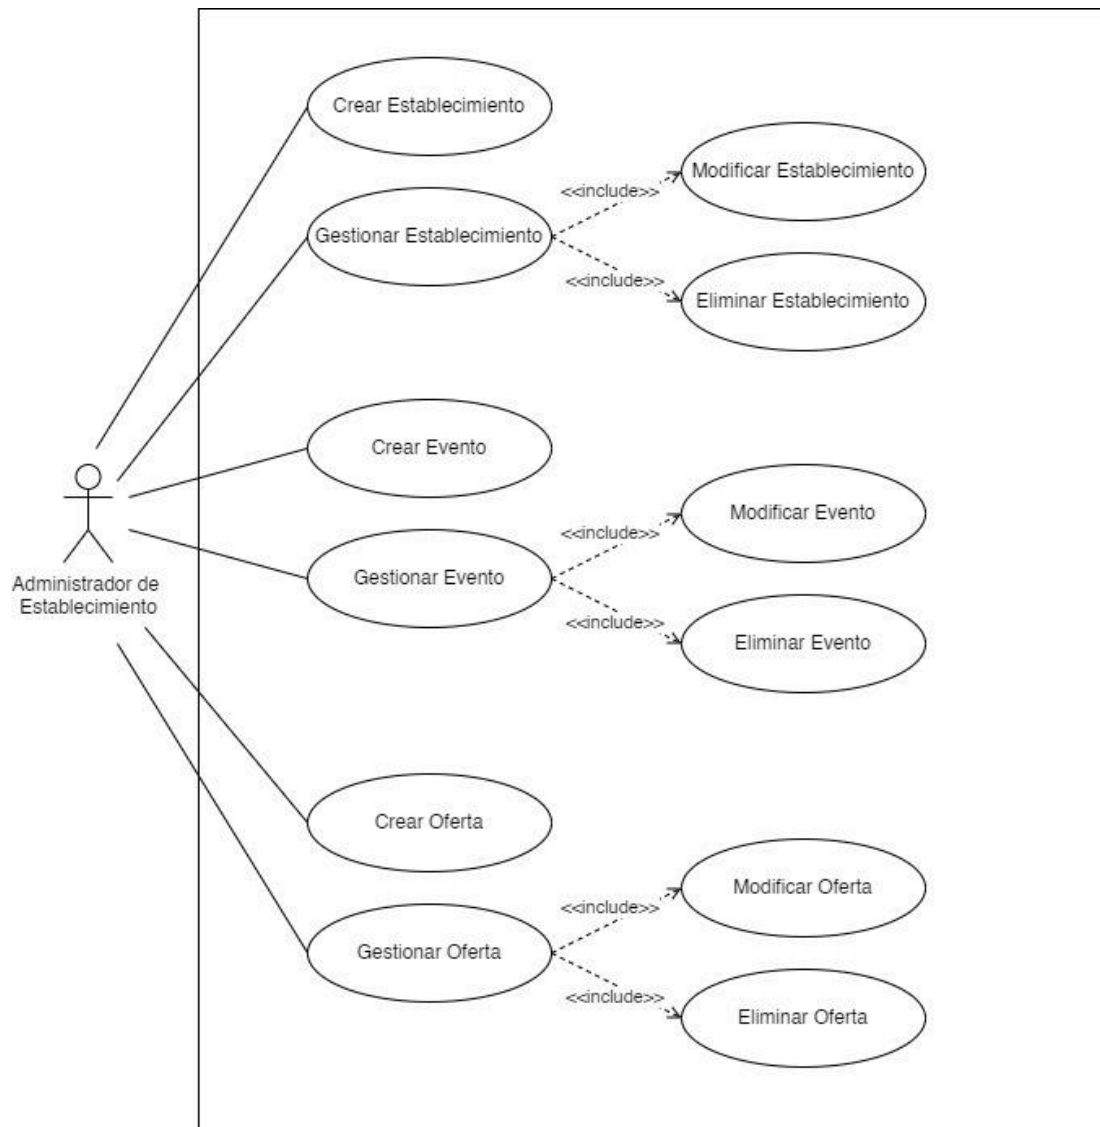 Crear Establecimiento
Modificar Establecimiento
<<include>>
Gestionar Establecimiento
<<include>>
Eliminar Establecimiento
Crear Evento
Modificar Evento
<<include>>
Gestionar Evento
Administrador de
Establecimiento
<<include>>
Eliminar Evento
Crear Oferta
Modificar Oferta
<<include>>
Gestionar Oferta
<<include>>
Eliminar Oferta